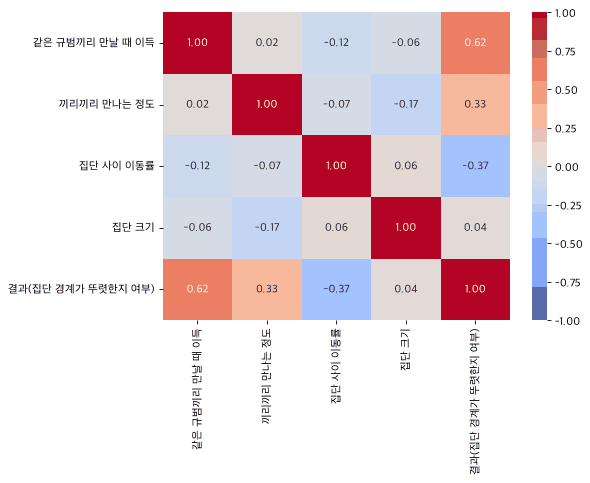 같은 규범끼리 만날 때 이득 1.00 0.02 -0.12 -0.06 0.62
끼리끼리 만나는 정도 0.02 1.00 -0.07 -0.17 0.33
집단 사이 이동률 -0.12 -0.07 1.00 0.06 -0.37
집단 크기 -0.06 -0.17 0.06 1.00 0.04
결과(집단 경계가 뚜렷한지 여부) 0.62 0.33 -0.37 0.04 1.00
같은 규범끼리 만날 때 이득
끼리끼리 만나는 정도
집단 사이 이동률
집단 크기
결과(집단 경계가 뚜렷한지 여부)
1.00
0.75
0.50
0.25
0.00
-0.25
-0.50
-0.75
-1.00